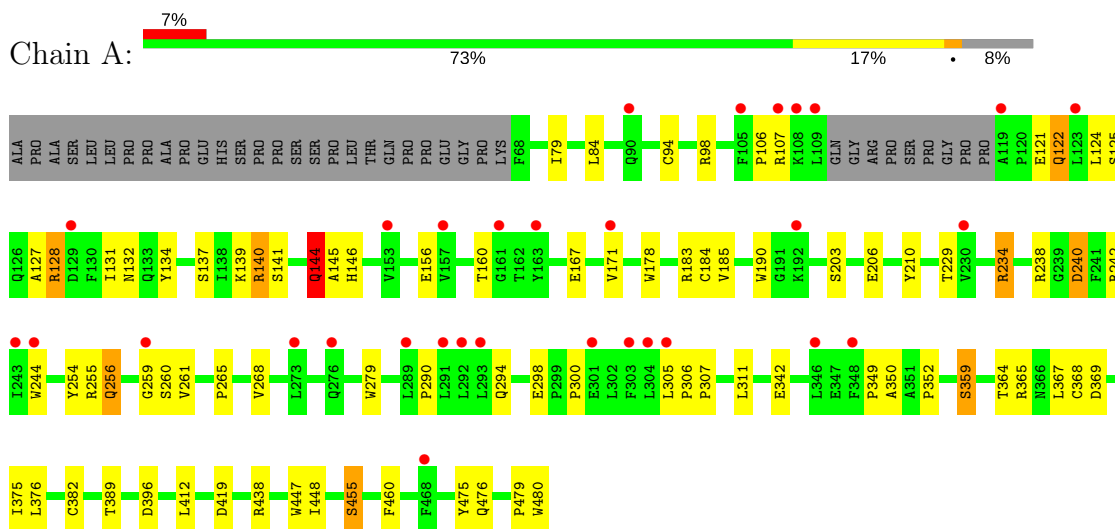 7%
Chain A:
73% 17% • 8%
ALA PRO ALA SER LEU LEU PRO PRO ALA PRO GLU HIS SER PRO PRO SER SER PRO LEU THR GLN PRO PRO GLU GLY PRO LYS F68 I79 L84 Q90 C94 R98 F105 P106 R107 K108 L109 GLN GLY ARG PRO SER PRO GLY PRO PRO A119 P120 E121 Q122 L123 L124 S125
Q126 A127 R128 D129 F130 I131 N132 Q133 Y134 S137 I138 K139 R140 S141 Q144 A145 H146 V153 E156 V157 T160 G161 T162 Y163 E167 V171 W178 R183 C184 V185 W190 G191 K192 S203 E206 Y210 T229 V230 R234 R238 G239 D240 F241 R242
I243 W244 Y254 R255 Q256 G259 S260 V261 P265 V268 L273 Q276 W279 L289 P290 L291 L292 L293 Q294 E298 P299 P300 E301 L302 F303 L304 L305 P306 P307 L311 E342 L346 E347 F348 P349 A350 A351 P352 S359 T364 R365 N366 L367 C368 D369
I375 L376 C382 T389 D396 L412 D419 R438 W447 I448 S455 F460 F468 Y475 Q476 P479 W480